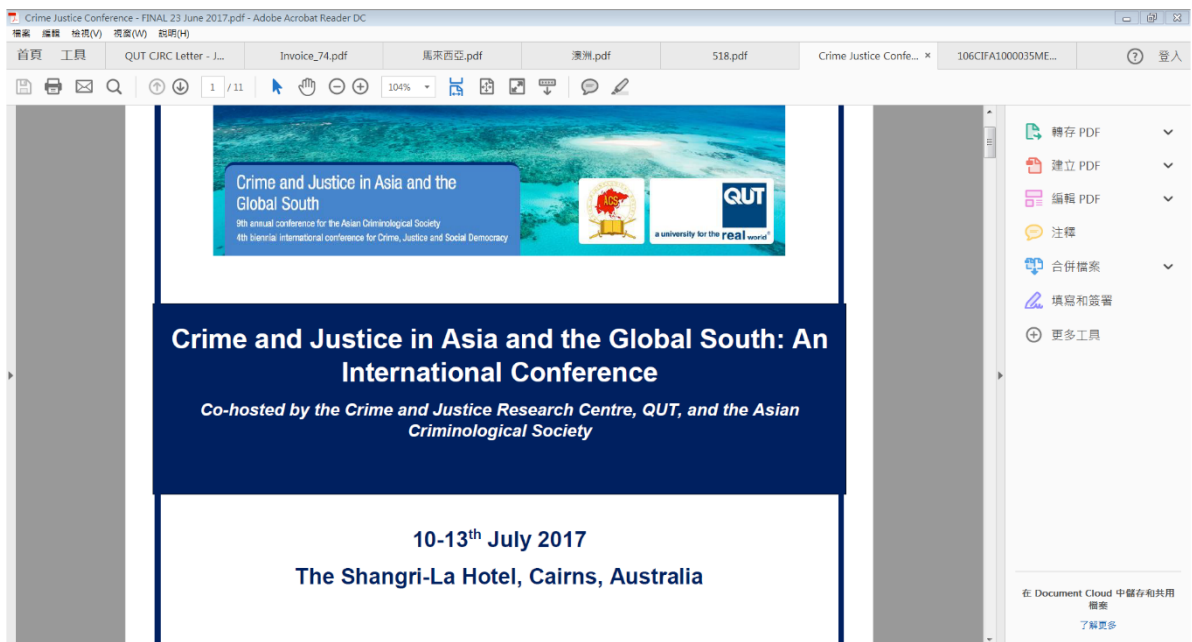 Crime Justice Conference - FINAL 23 June 2017.pdf - Adobe Acrobat Reader DC
檔案 編輯 檢視(V) 視窗(W) 說明(H)
首頁 工具 QUT CJRC Letter - J... Invoice_74.pdf 馬來西亞.pdf 澳洲.pdf 518.pdf Crime Justice Confe... × 106CIFA1000035ME... ? 登入
1 / 11 104%
轉存 PDF
建立 PDF
編輯 PDF
注釋
合併檔案
填寫和簽署
更多工具
Crime and Justice in Asia and the
Global South
9th annual conference for the Asian Criminological Society
4th biennial international conference for Crime, Justice and Social Democracy
ACS
QUT
a university for the real world
Crime and Justice in Asia and the Global South: An
International Conference
Co-hosted by the Crime and Justice Research Centre, QUT, and the Asian
Criminological Society
10-13th July 2017
The Shangri-La Hotel, Cairns, Australia
在 Document Cloud 中儲存和共用
檔案
了解更多